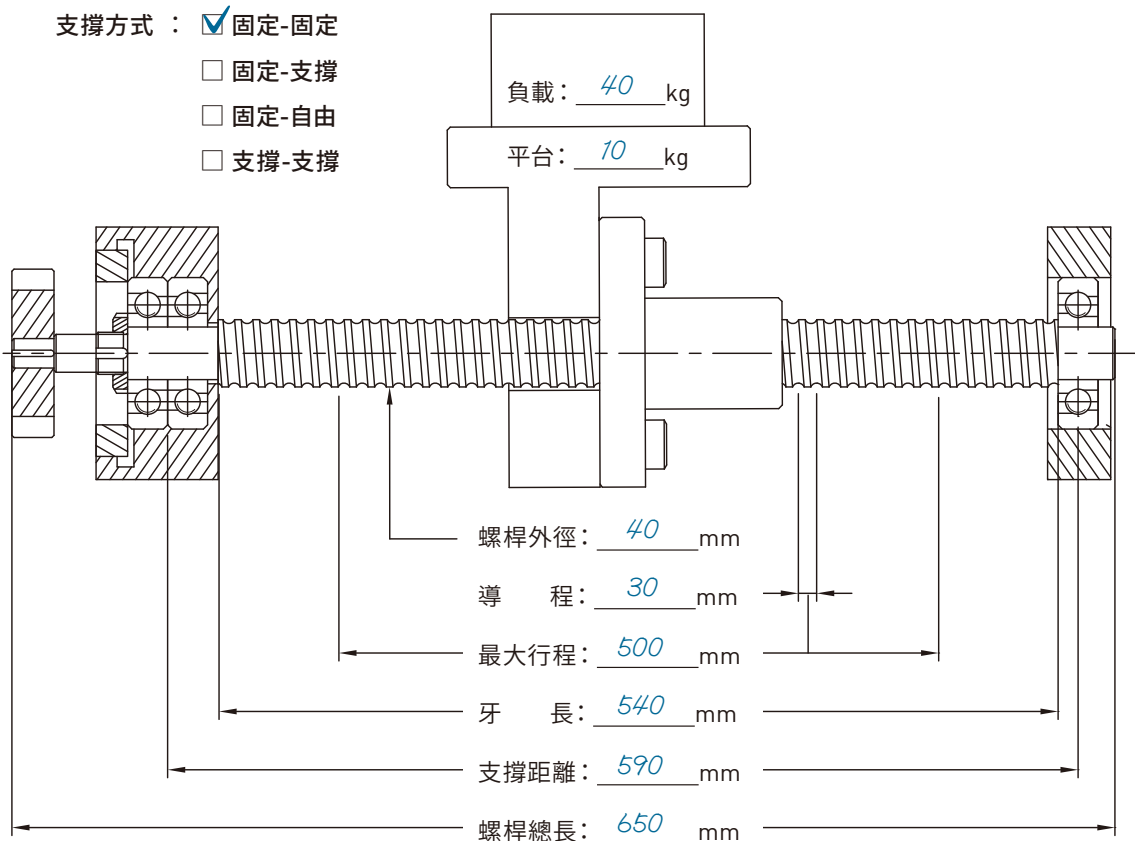 支撐方式 ： ☑ 固定-固定
☐ 固定-支撐
☐ 固定-自由
☐ 支撐-支撐
負載： 40 kg
平台： 10 kg
螺桿外徑： 40 mm
導 程： 30 mm
最大行程： 500 mm
牙 長： 540 mm
支撐距離： 590 mm
螺桿總長： 650 mm